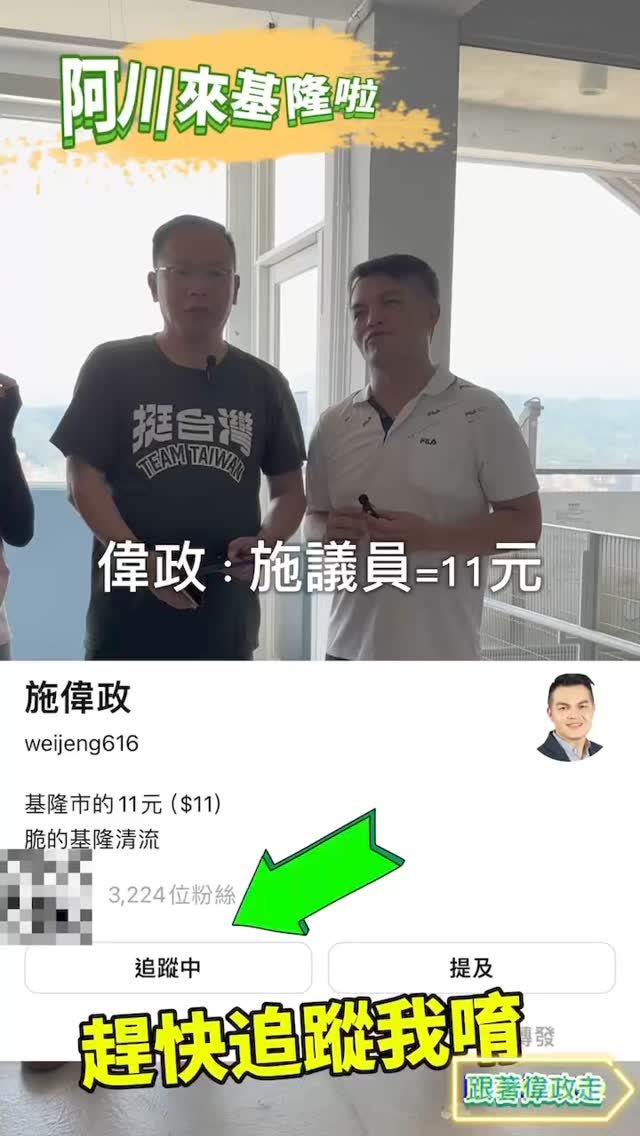 阿川來基隆啦
挺台灣
TEAM TAIWAN
FILA
偉政：施議員=11元
施偉政
weijeng616
基隆市的11元（$11）
脆的基隆清流
3,224位粉絲
追蹤中
提及
轉發
趕快追蹤我唷
跟著偉政走